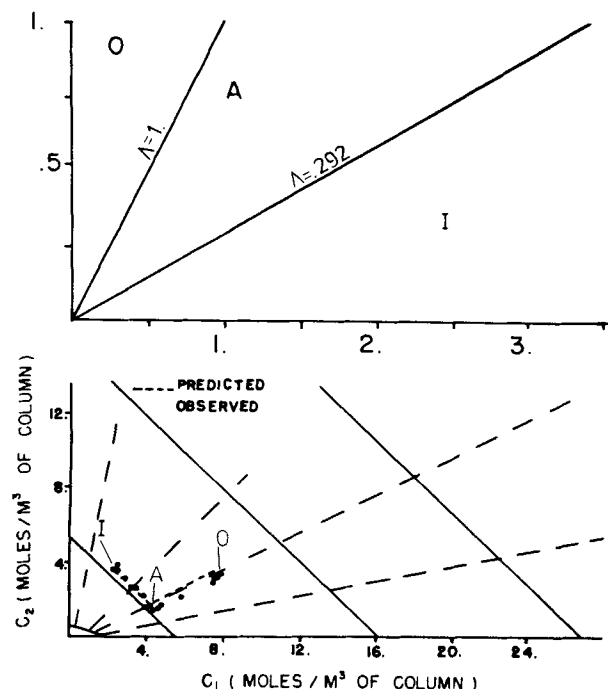 1.
O
A
Λ=1.
Λ=.292
.5
I
1. 2. 3.
C₂ (MOLES/M³ OF COLUMN)
12.
8.
4.
---- PREDICTED
OBSERVED
I
A
O
4. 8. 12. 16. 20. 24.
C₁ (MOLES/M³ OF COLUMN)